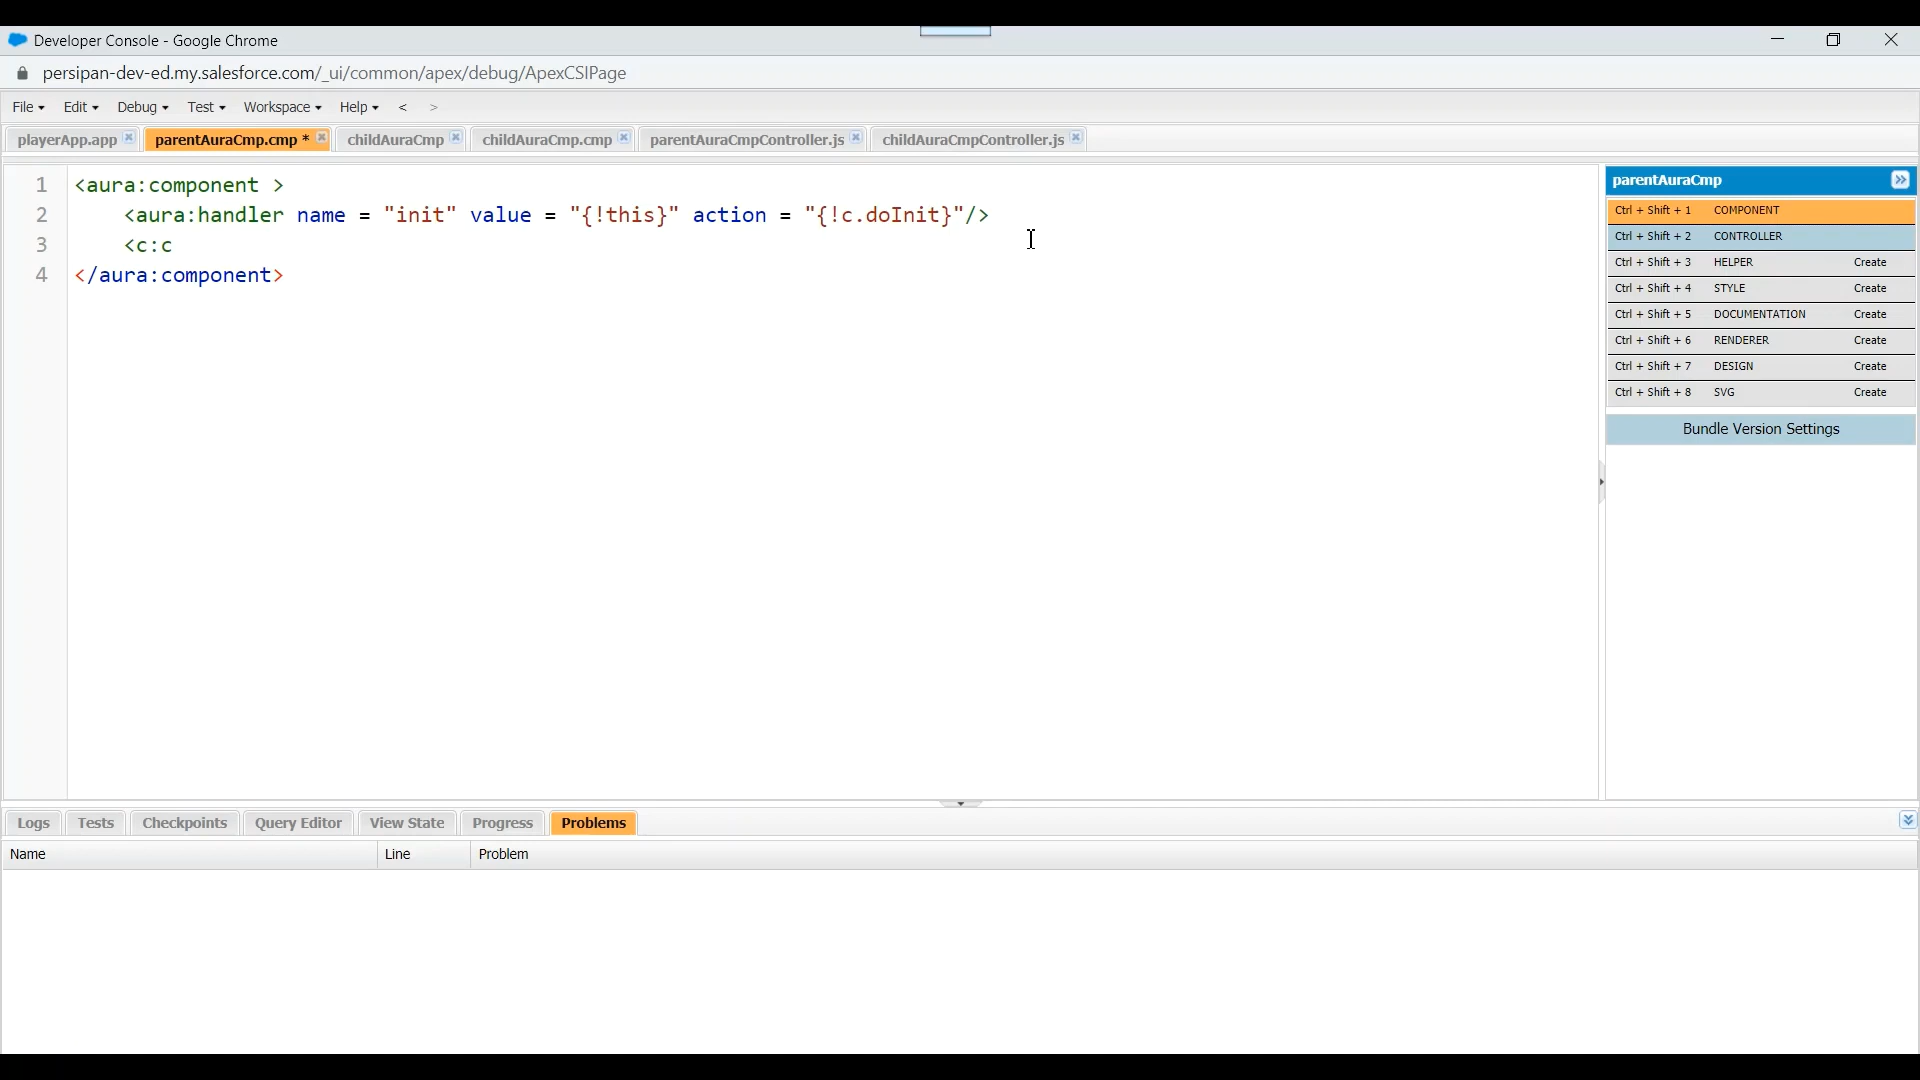 Developer Console - Google Chrome
persipan-dev-ed.my.salesforce.com/_ui/common/apex/debug/ApexCSIPage
File Edit Debug Test Workspace Help < >
playerApp.app parentAuraCmp.cmp * childAuraCmp childAuraCmp.cmp parentAuraCmpController.js childAuraCmpController.js
1 <aura:component >
2 <aura:handler name = "init" value = "{!this}" action = "{!c.doInit}"/>
3 <c:c
4 </aura:component>
parentAuraCmp
Ctrl + Shift + 1 COMPONENT
Ctrl + Shift + 2 CONTROLLER
Ctrl + Shift + 3 HELPER Create
Ctrl + Shift + 4 STYLE Create
Ctrl + Shift + 5 DOCUMENTATION Create
Ctrl + Shift + 6 RENDERER Create
Ctrl + Shift + 7 DESIGN Create
Ctrl + Shift + 8 SVG Create
Bundle Version Settings
Logs Tests Checkpoints Query Editor View State Progress Problems
Name Line Problem